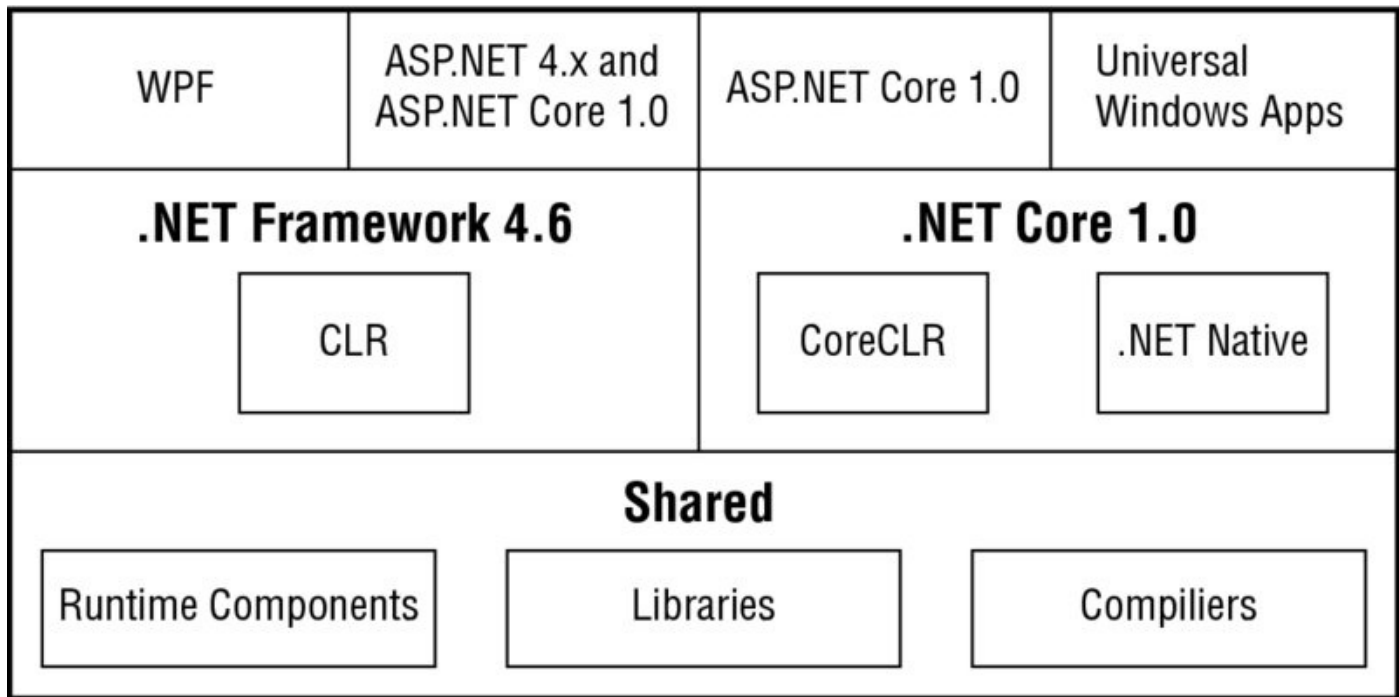 WPF
ASP.NET 4.x and
ASP.NET Core 1.0
ASP.NET Core 1.0
Universal
Windows Apps
.NET Framework 4.6
.NET Core 1.0
CLR
CoreCLR
.NET Native
Shared
Runtime Components
Libraries
Compiliers